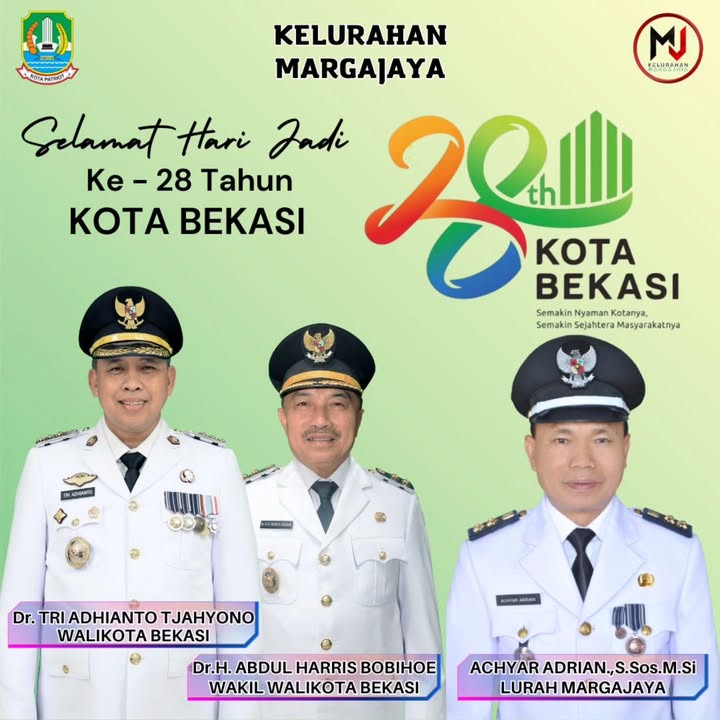 KELURAHAN
MARGAJAYA
KOTA PATRIOT
KELURAHAN
MARGAJAYA
Selamat Hari Jadi
Ke - 28 Tahun
KOTA BEKASI
28th
KOTA
BEKASI
Semakin Nyaman Kotanya,
Semakin Sejahtera Masyarakatnya
TRI ADHIANTO
ACHYAR ADRIAN
Dr. TRI ADHIANTO TJAHYONO
WALIKOTA BEKASI
Dr.H. ABDUL HARRIS BOBIHOE
WAKIL WALIKOTA BEKASI
ACHYAR ADRIAN.,S.Sos.M.Si
LURAH MARGAJAYA